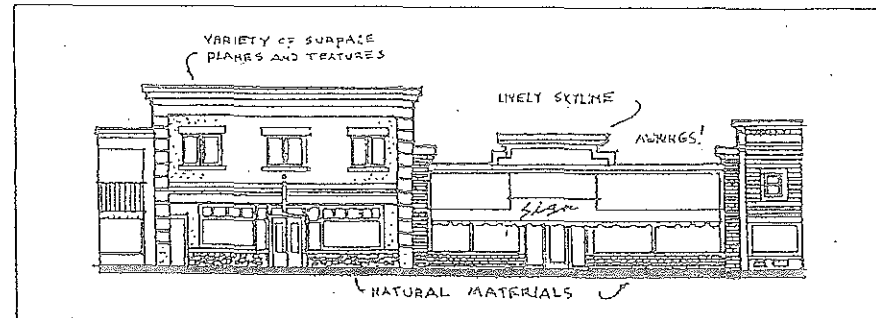 VARIETY OF SURFACE
PLANES AND TEXTURES
LIVELY SKYLINE
AWNINGS!
Sign
NATURAL MATERIALS